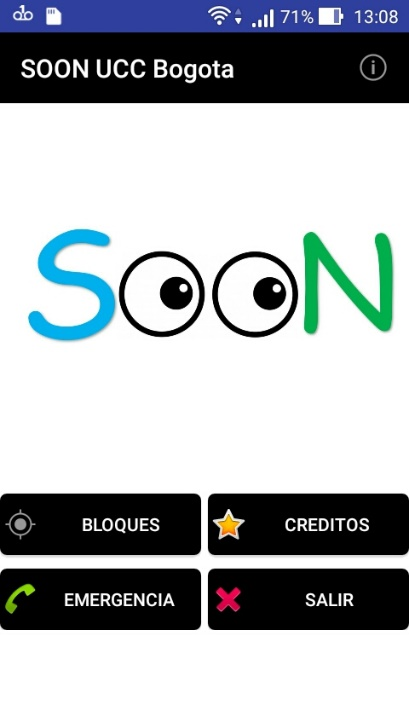 71% 13:08
SOON UCC Bogota
SOON
BLOQUES CREDITOS
EMERGENCIA SALIR